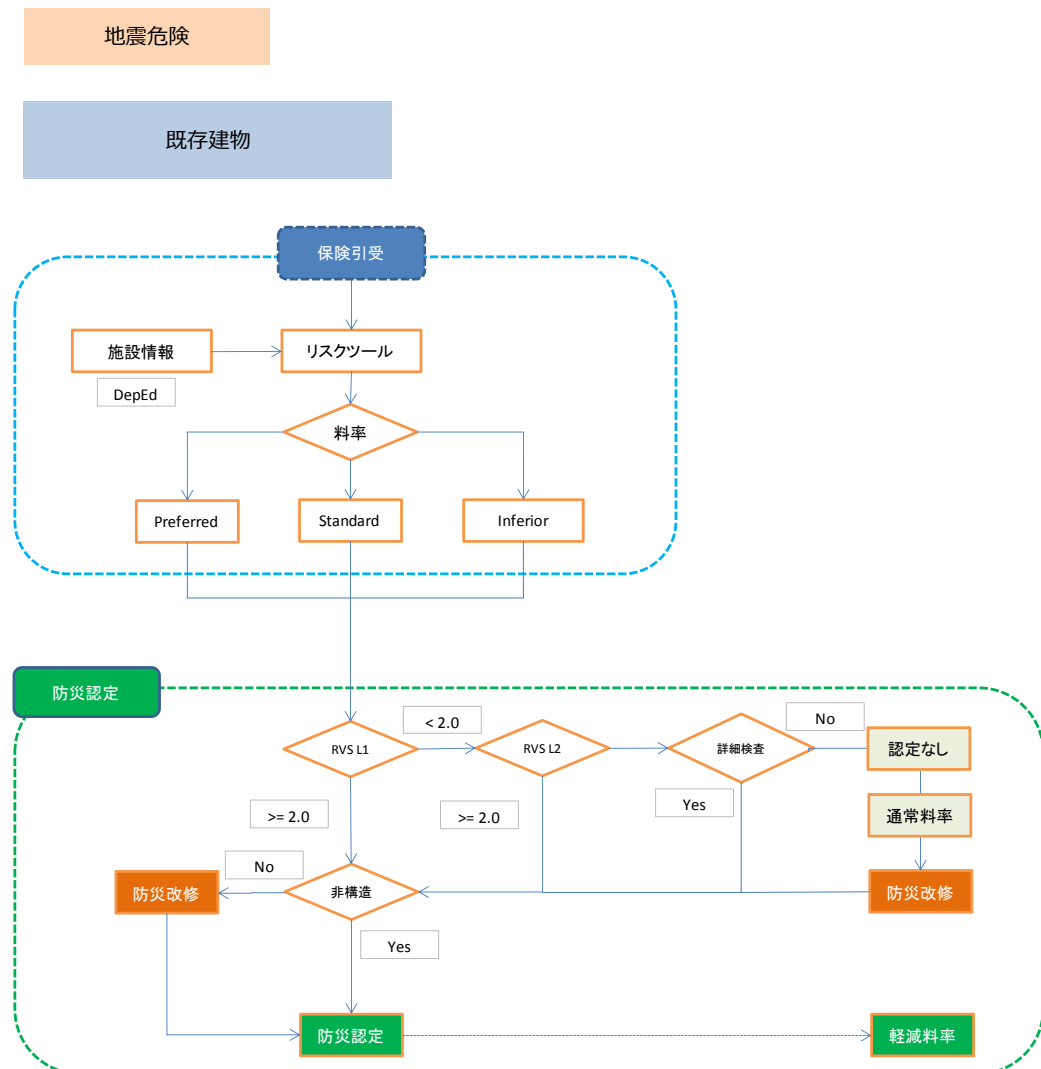 地震危険
既存建物
保険引受
施設情報
リスクツール
DepEd
料率
Preferred
Standard
Inferior
防災認定
< 2.0
No
RVS L1
RVS L2
詳細検査
認定なし
>= 2.0
>= 2.0
Yes
通常料率
No
防災改修
非構造
防災改修
Yes
防災認定
軽減料率